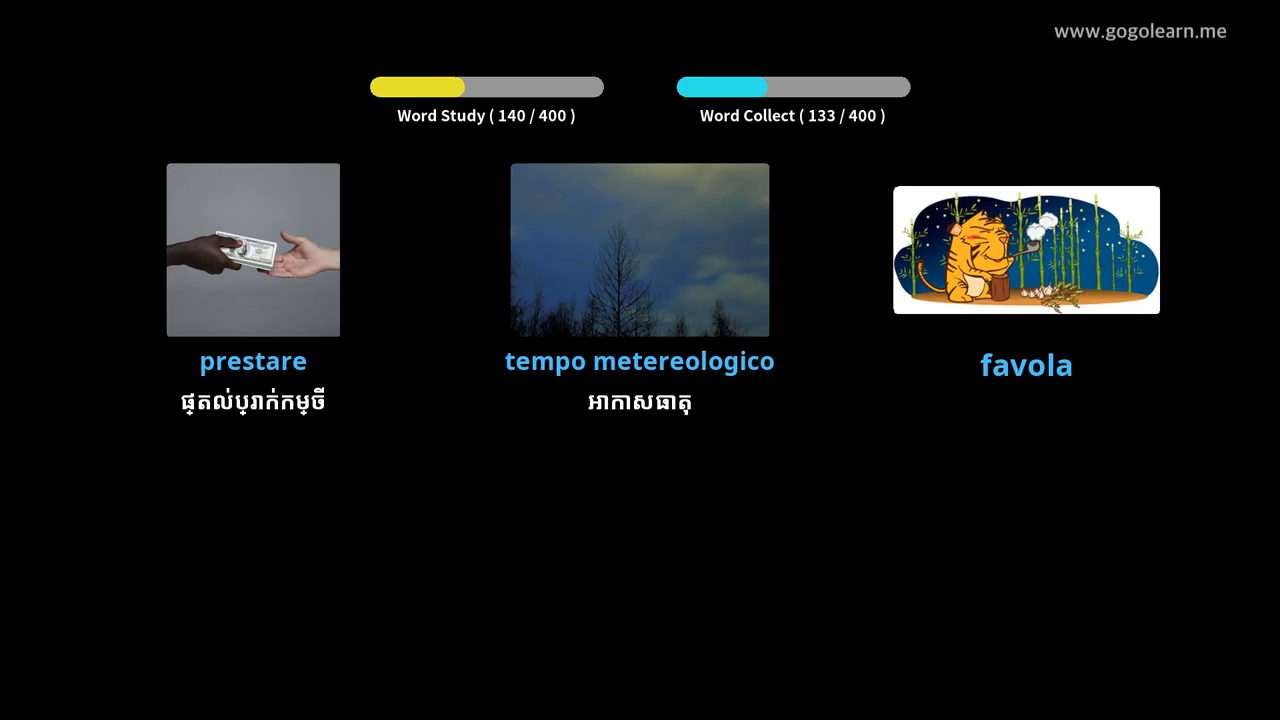 www.gogolearn.me
Word Study ( 140 / 400 )
Word Collect ( 133 / 400 )
prestare
ផ្តល់ប្រាក់កម្ចី
tempo metereologico
អាកាសធាតុ
favola